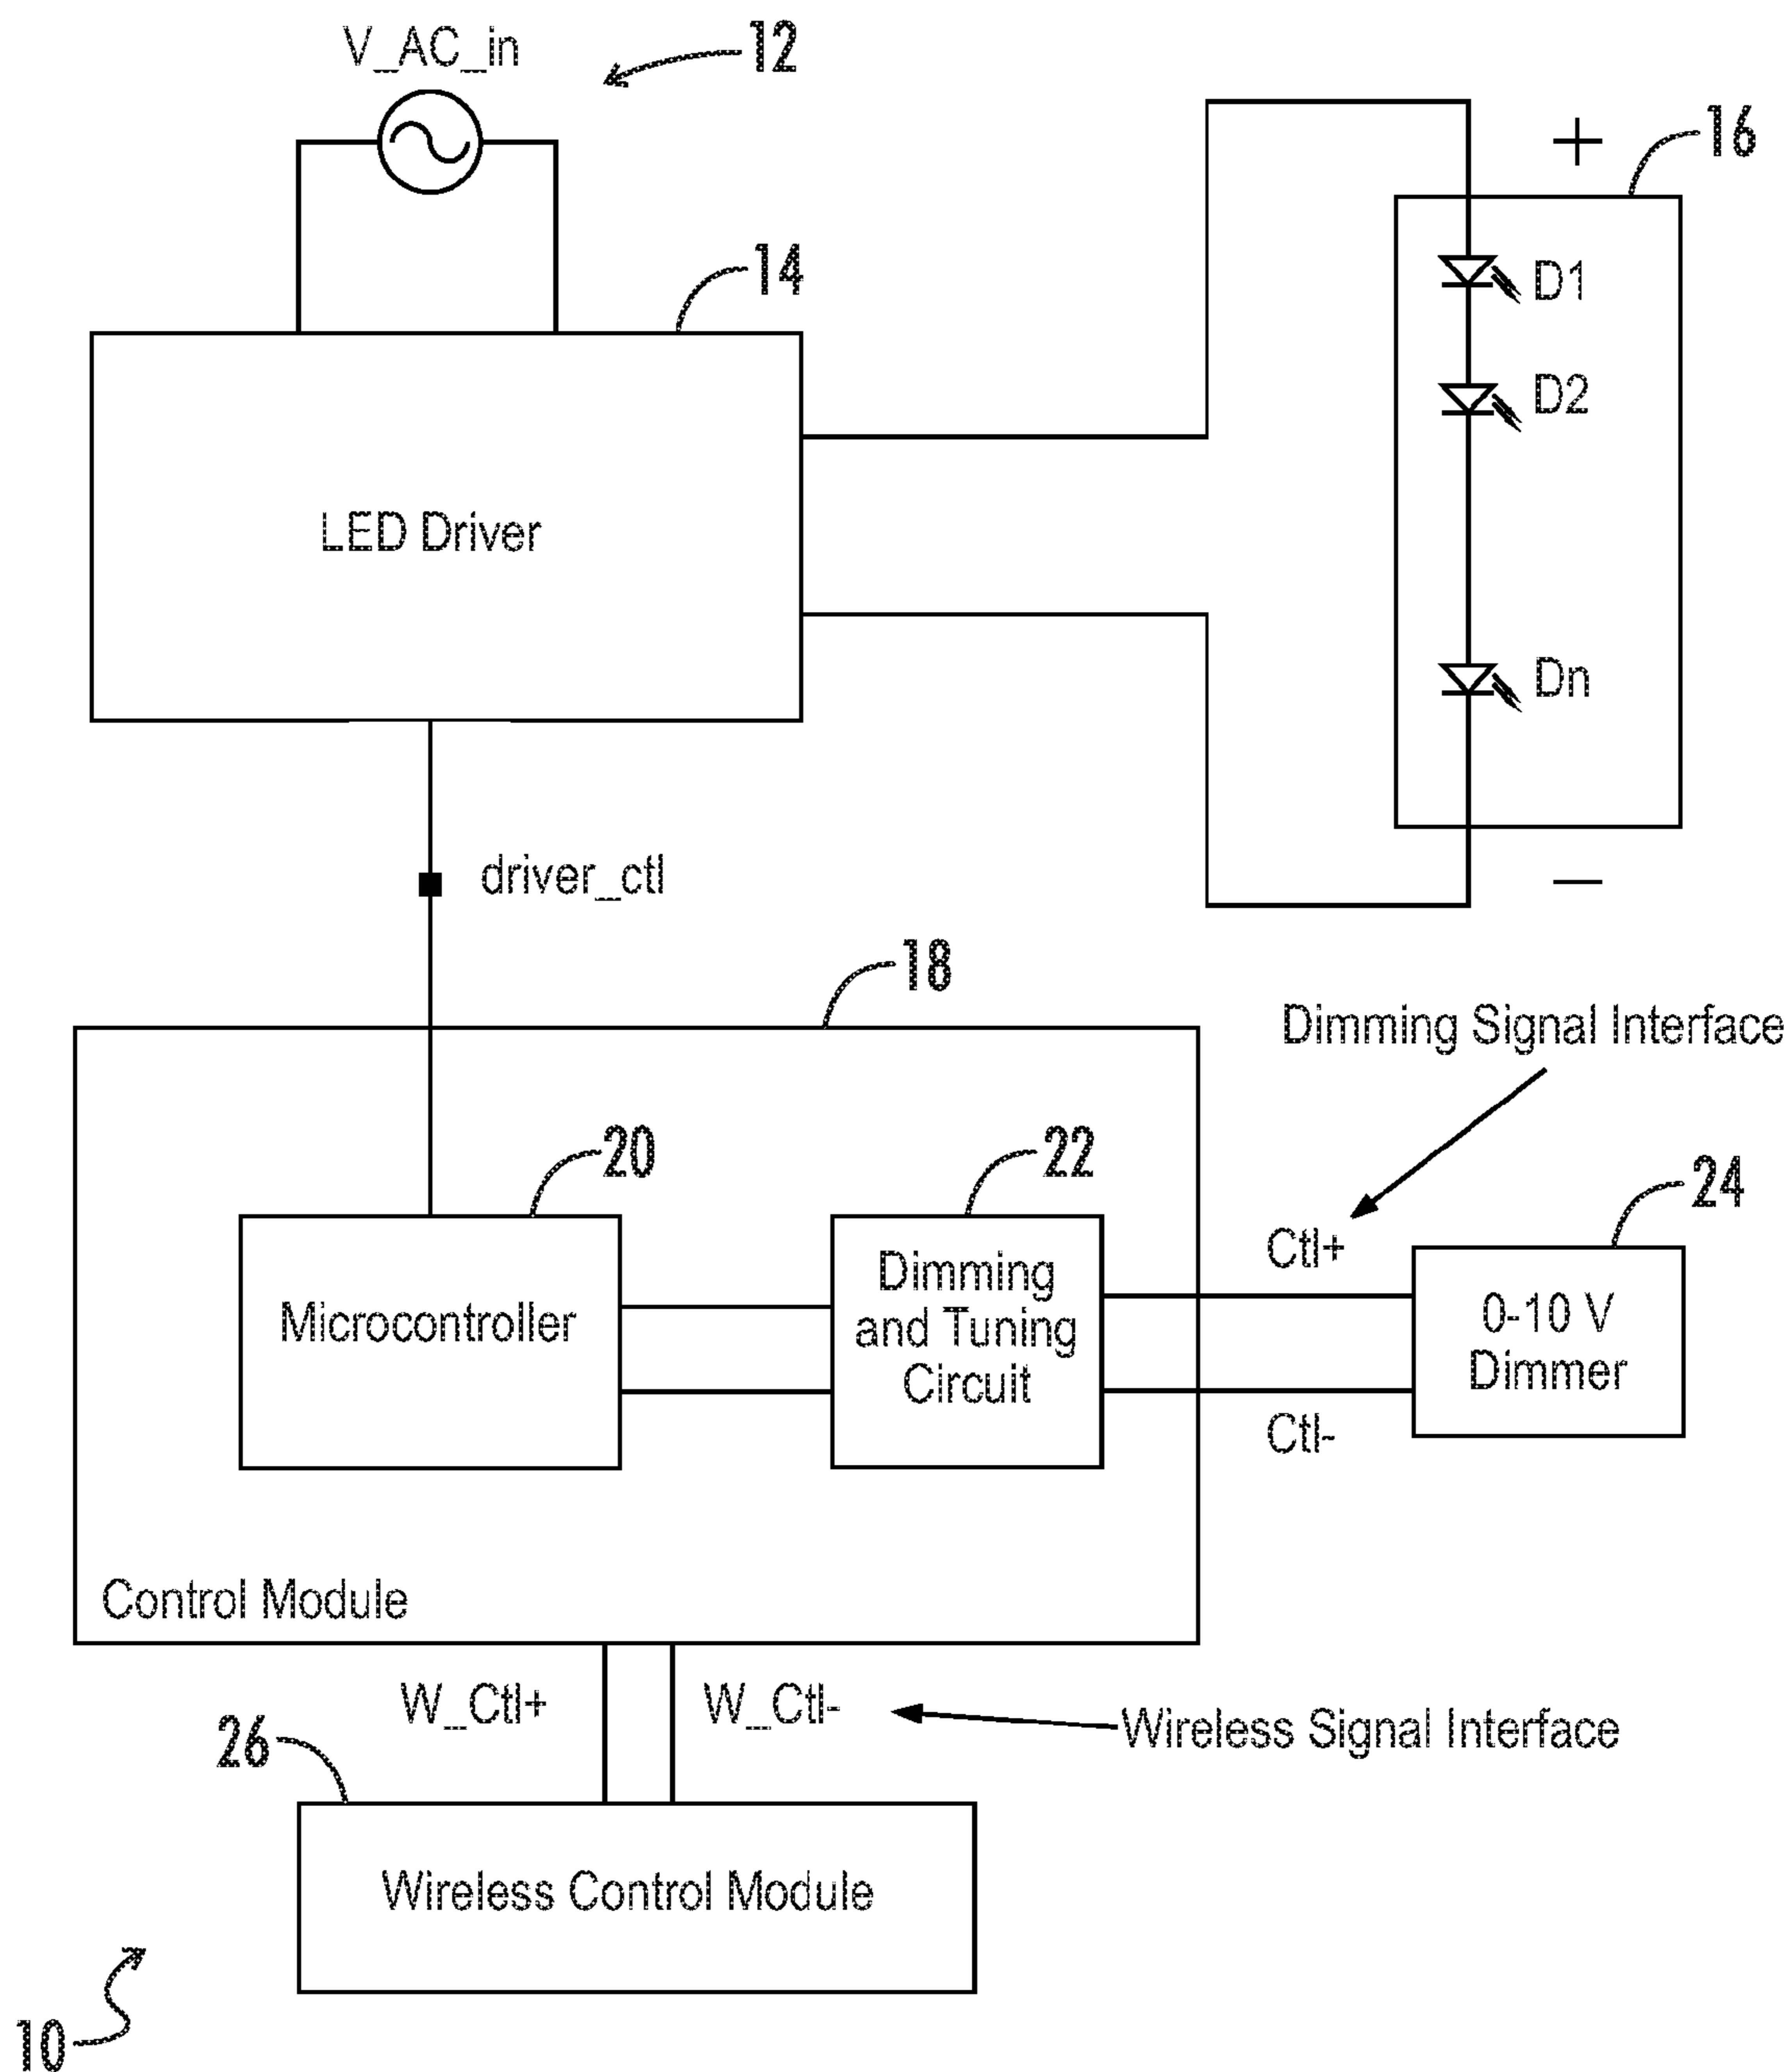 V_AC_in
12
+
16
14
D1
D2
LED Driver
Dn
driver_ctl
—
18
Dimming Signal Interface
20
22
24
Ctl+
Microcontroller
Dimming
and Tuning
Circuit
0-10 V
Dimmer
Ctl-
Control Module
W_Ctl+
W_Ctl-
Wireless Signal Interface
26
Wireless Control Module
10